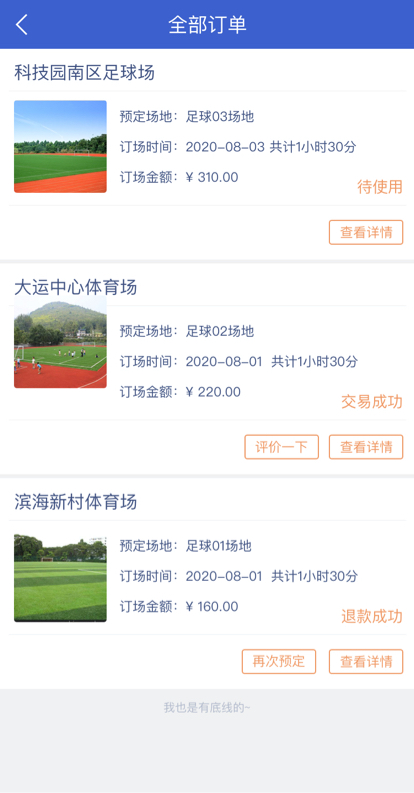 全部订单
科技园南区足球场
预定场地：足球03场地
订场时间：2020-08-03 共计1小时30分
订场金额：¥ 310.00
待使用
查看详情
大运中心体育场
预定场地：足球02场地
订场时间：2020-08-01 共计1小时30分
订场金额：¥ 220.00
交易成功
评价一下 查看详情
滨海新村体育场
预定场地：足球01场地
订场时间：2020-08-01 共计1小时30分
订场金额：¥ 160.00
退款成功
再次预定 查看详情
我也是有底线的~